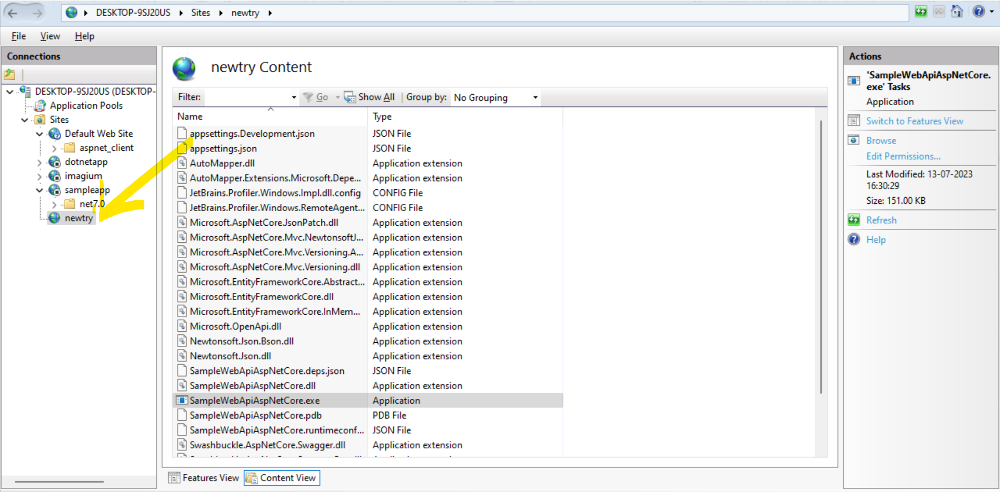 DESKTOP-9SJ20US Sites newtry
File View Help
Connections
DESKTOP-9SJ20US (DESKTOP-
Application Pools
Sites
Default Web Site
aspnet_client
dotnetapp
imagium
sampleapp
net7.0
newtry
newtry Content
Filter: Go Show All Group by: No Grouping
Name Type
appsettings.Development.json JSON File
appsettings.json JSON File
AutoMapper.dll Application extension
AutoMapper.Extensions.Microsoft.Depe... Application extension
JetBrains.Profiler.Windows.Impl.dll.config CONFIG File
JetBrains.Profiler.Windows.RemoteAgent... CONFIG File
Microsoft.AspNetCore.JsonPatch.dll Application extension
Microsoft.AspNetCore.Mvc.NewtonsoftJ... Application extension
Microsoft.AspNetCore.Mvc.Versioning.A... Application extension
Microsoft.AspNetCore.Mvc.Versioning.dll Application extension
Microsoft.EntityFrameworkCore.Abstract... Application extension
Microsoft.EntityFrameworkCore.dll Application extension
Microsoft.EntityFrameworkCore.InMem... Application extension
Microsoft.OpenApi.dll Application extension
Newtonsoft.Json.Bson.dll Application extension
Newtonsoft.Json.dll Application extension
SampleWebApiAspNetCore.deps.json JSON File
SampleWebApiAspNetCore.dll Application extension
SampleWebApiAspNetCore.exe Application
SampleWebApiAspNetCore.pdb PDB File
SampleWebApiAspNetCore.runtimeconf... JSON File
Swashbuckle.AspNetCore.Swagger.dll Application extension
Features View Content View
Actions
'SampleWebApiAspNetCore.
exe' Tasks
Application
Switch to Features View
Browse
Edit Permissions...
Last Modified: 13-07-2023
16:30:29
Size: 151.00 KB
Refresh
Help